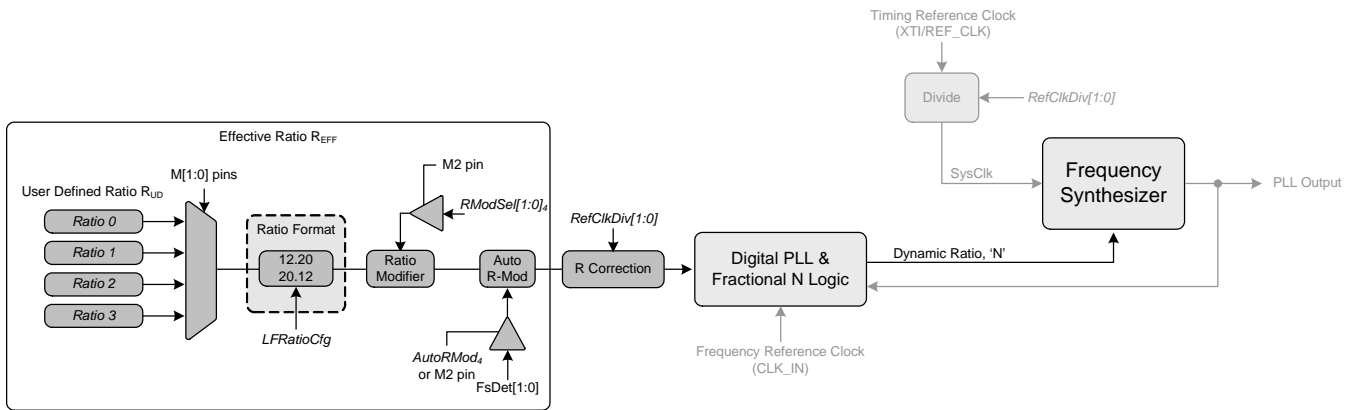 Timing Reference Clock
(XTI/REF_CLK)
Divide
RefClkDiv[1:0]
Effective Ratio REFF
M[1:0] pins
User Defined Ratio RUD
Ratio 0
Ratio 1
Ratio 2
Ratio 3
Ratio Format
12.20
20.12
LFRatioCfg
M2 pin
RModSel[1:0]4
Ratio
Modifier
Auto
R-Mod
AutoRMod4
or M2 pin
FsDet[1:0]
RefClkDiv[1:0]
R Correction
Digital PLL &
Fractional N Logic
Frequency Reference Clock
(CLK_IN)
Dynamic Ratio, 'N'
SysClk
Frequency
Synthesizer
PLL Output